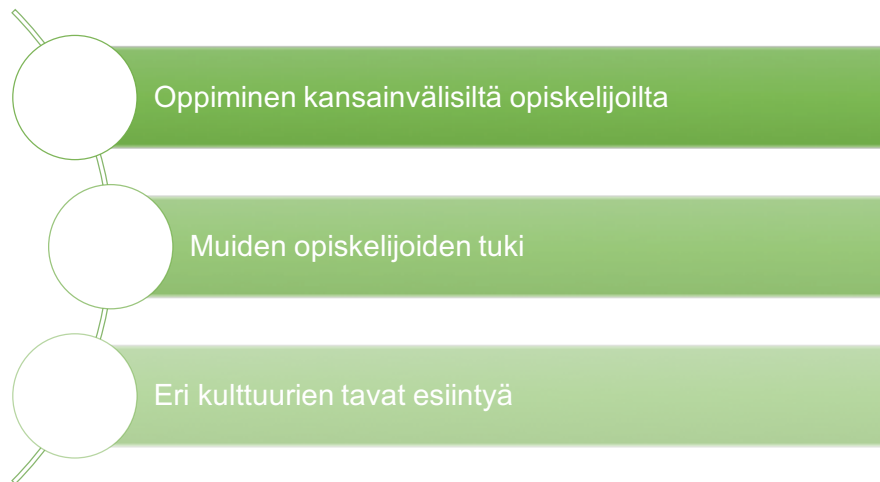 Oppiminen kansainvälisiltä opiskelijoilta
Muiden opiskelijoiden tuki
Eri kulttuurien tavat esiintyä